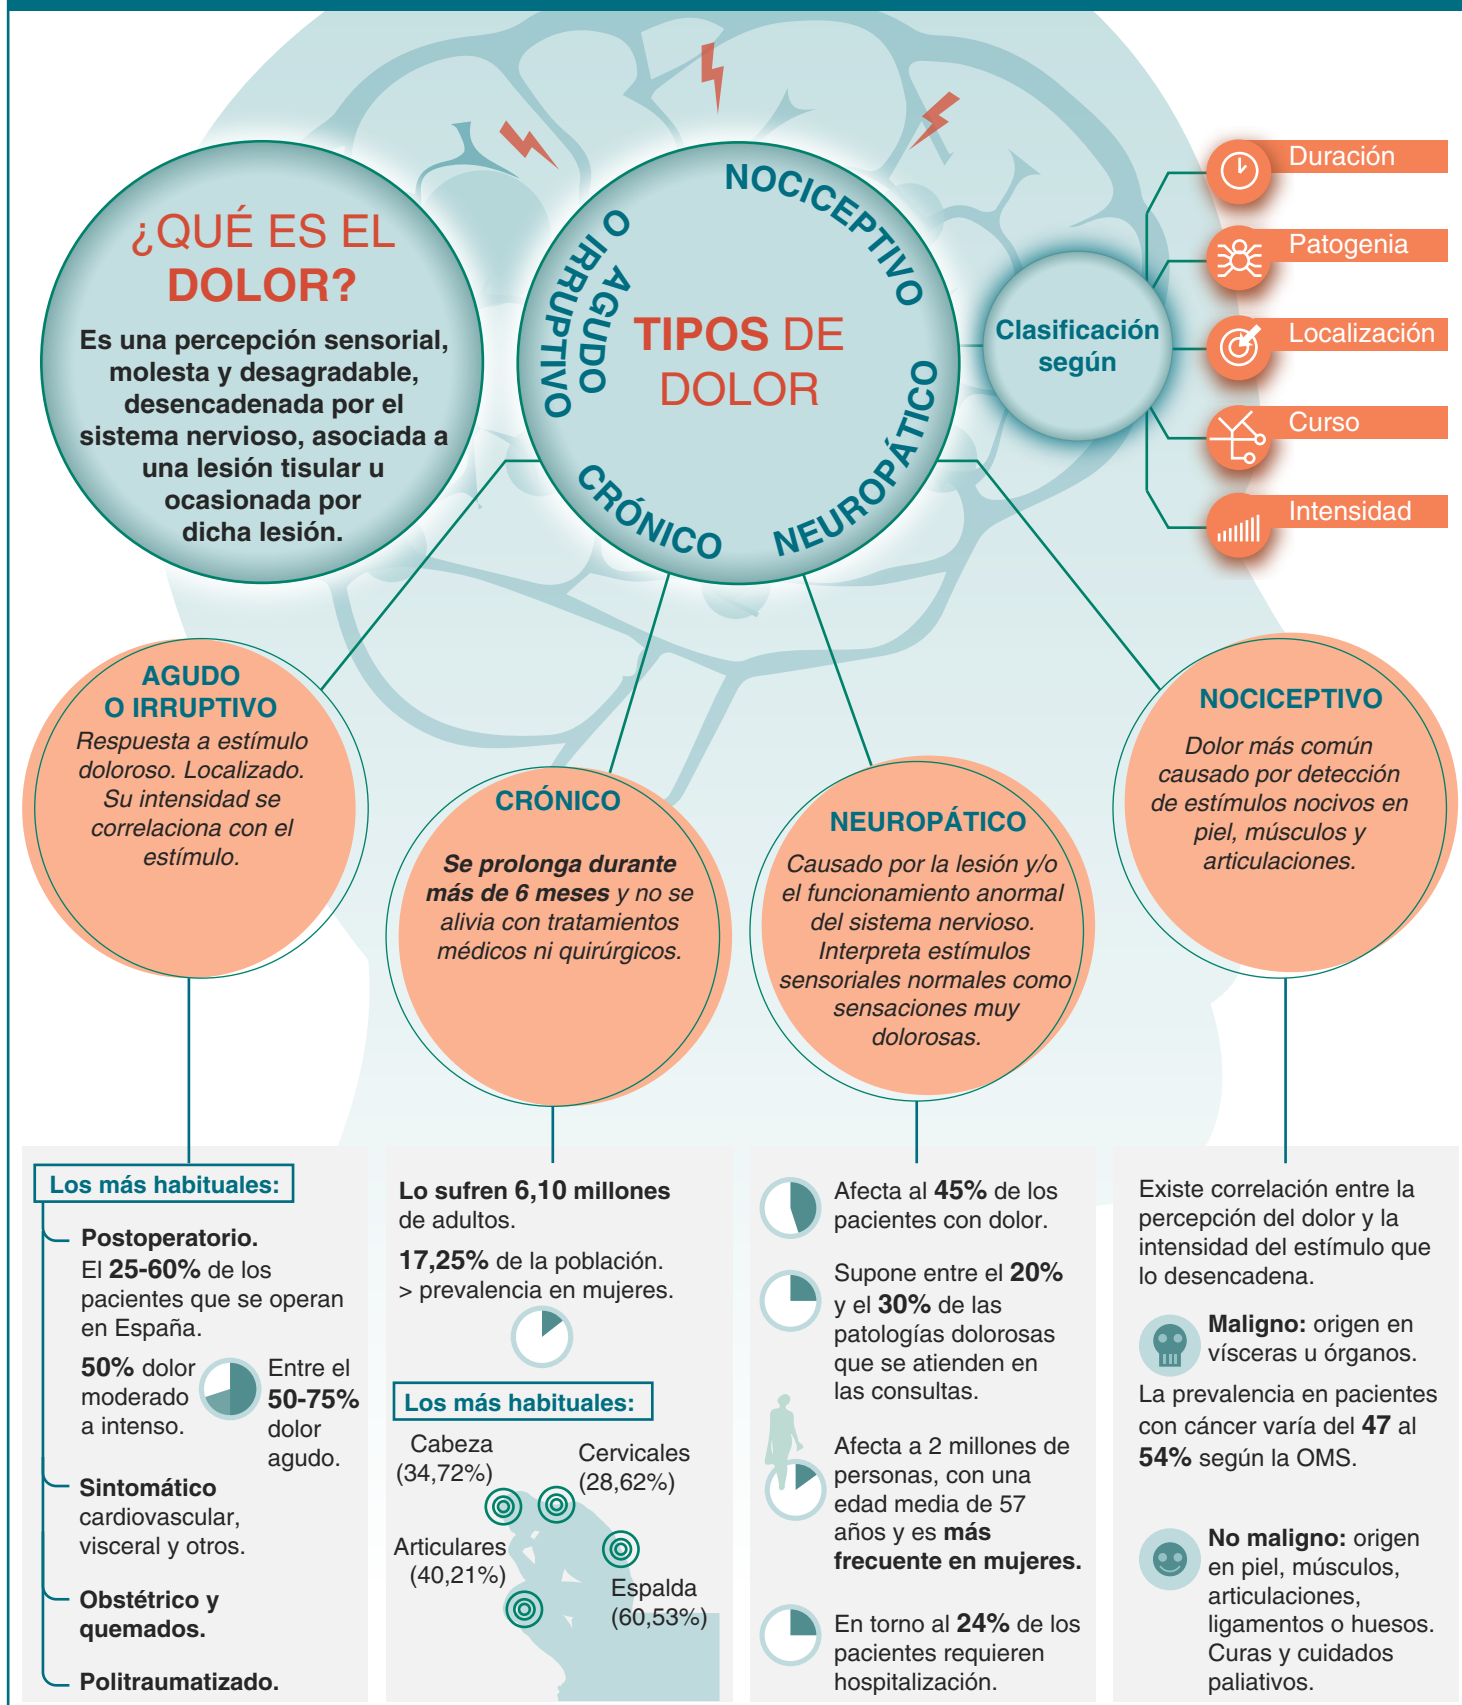 ¿QUÉ ES EL
DOLOR?
Es una percepción sensorial,
molesta y desagradable,
desencadenada por el
sistema nervioso, asociada a
una lesión tisular u
ocasionada por
dicha lesión.
TIPOS DE
DOLOR
AGUDO
O IRRUPTIVO
CRÓNICO
NEUROPÁTICO
NOCICEPTIVO
Clasificación
según
Duración
Patogenia
Localización
Curso
Intensidad
AGUDO
O IRRUPTIVO
Respuesta a estímulo
doloroso. Localizado.
Su intensidad se
correlaciona con el
estímulo.
CRÓNICO
Se prolonga durante
más de 6 meses y no se
alivia con tratamientos
médicos ni quirúrgicos.
NEUROPÁTICO
Causado por la lesión y/o
el funcionamiento anormal
del sistema nervioso.
Interpreta estímulos
sensoriales normales como
sensaciones muy
dolorosas.
NOCICEPTIVO
Dolor más común
causado por detección
de estímulos nocivos en
piel, músculos y
articulaciones.
Los más habituales:
Postoperatorio.
El 25-60% de los
pacientes que se operan
en España.
50% dolor
moderado
a intenso.
Entre el
50-75%
dolor
agudo.
Sintomático
cardiovascular,
visceral y otros.
Obstétrico y
quemados.
Politraumatizado.
Lo sufren 6,10 millones
de adultos.
17,25% de la población.
> prevalencia en mujeres.
Los más habituales:
Cabeza
(34,72%)
Cervicales
(28,62%)
Articulares
(40,21%)
Espalda
(60,53%)
Afecta al 45% de los
pacientes con dolor.
Supone entre el 20%
y el 30% de las
patologías dolorosas
que se atienden en
las consultas.
Afecta a 2 millones de
personas, con una
edad media de 57
años y es más
frecuente en mujeres.
En torno al 24% de los
pacientes requieren
hospitalización.
Existe correlación entre la
percepción del dolor y la
intensidad del estímulo que
lo desencadena.
Maligno: origen en
vísceras u órganos.
La prevalencia en pacientes
con cáncer varía del 47 al
54% según la OMS.
No maligno: origen
en piel, músculos,
articulaciones,
ligamentos o huesos.
Curas y cuidados
paliativos.